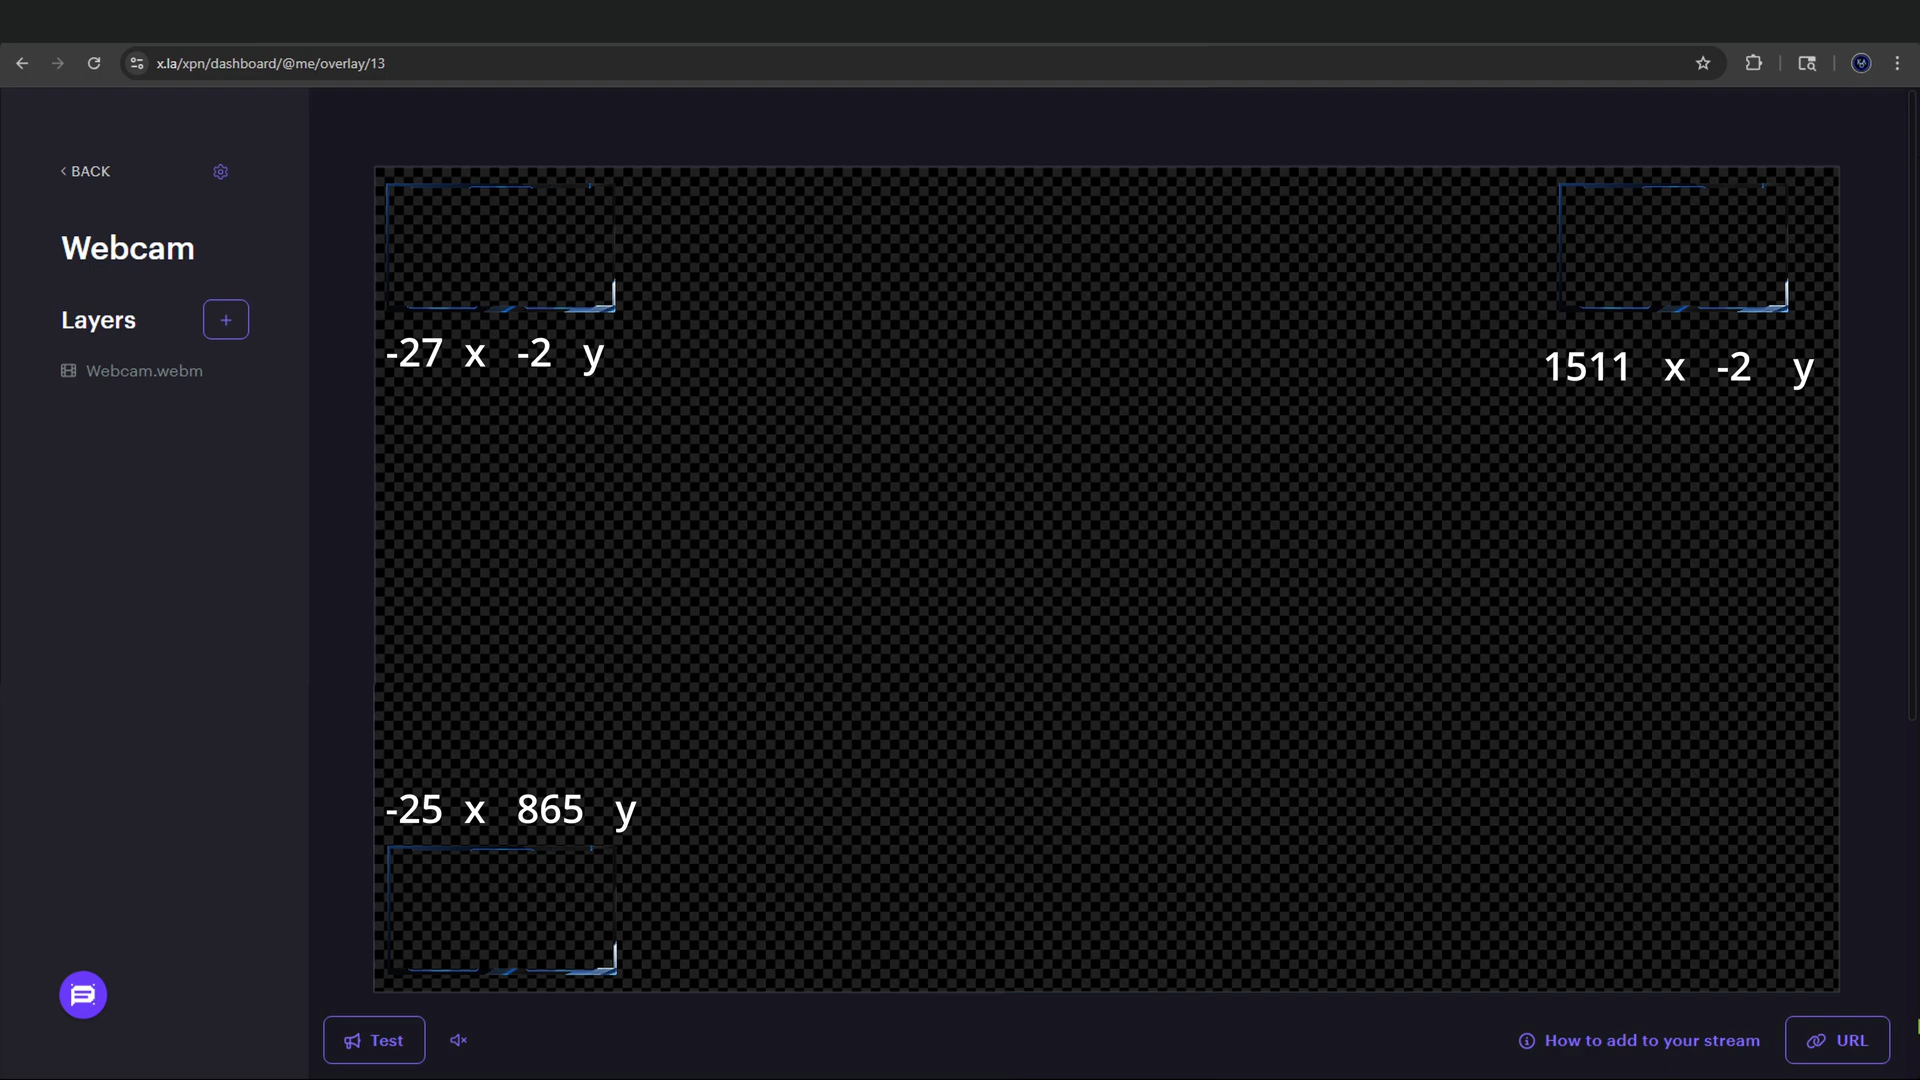 x.la/xpn/dashboard/@me/overlay/13
BACK
Webcam
Layers
+
Webcam.webm
-27 x -2 y
1511 x -2 y
-25 x 865 y
Test
How to add to your stream
URL